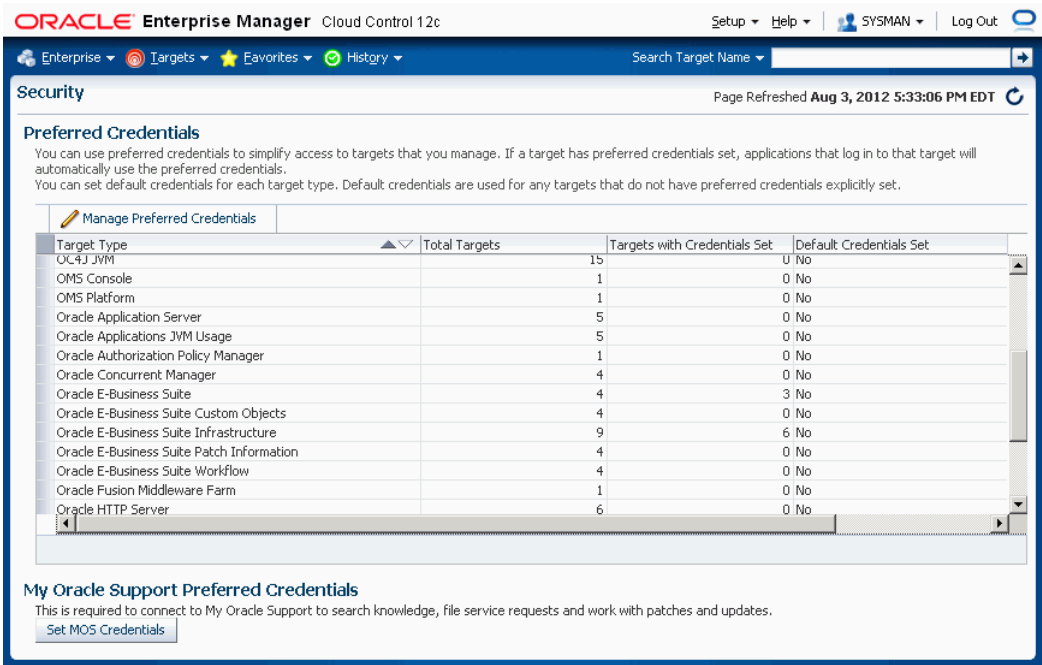 ORACLE Enterprise Manager Cloud Control 12c
Setup Help SYSMAN Log Out
Enterprise Targets Favorites History Search Target Name
Security
Page Refreshed Aug 3, 2012 5:33:06 PM EDT
Preferred Credentials
You can use preferred credentials to simplify access to targets that you manage. If a target has preferred credentials set, applications that log in to that target will
automatically use the preferred credentials.
You can set default credentials for each target type. Default credentials are used for any targets that do not have preferred credentials explicitly set.
Manage Preferred Credentials
Target Type Total Targets Targets with Credentials Set Default Credentials Set
OC4J JVM 15 0 No
OMS Console 1 0 No
OMS Platform 1 0 No
Oracle Application Server 5 0 No
Oracle Applications JVM Usage 5 0 No
Oracle Authorization Policy Manager 1 0 No
Oracle Concurrent Manager 4 0 No
Oracle E-Business Suite 4 3 No
Oracle E-Business Suite Custom Objects 4 0 No
Oracle E-Business Suite Infrastructure 9 6 No
Oracle E-Business Suite Patch Information 4 0 No
Oracle E-Business Suite Workflow 4 0 No
Oracle Fusion Middleware Farm 1 0 No
Oracle HTTP Server 6 0 No
My Oracle Support Preferred Credentials
This is required to connect to My Oracle Support to search knowledge, file service requests and work with patches and updates.
Set MOS Credentials